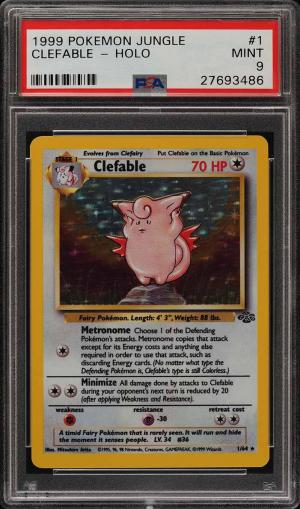 1999 POKEMON JUNGLE #1
CLEFABLE - HOLO MINT
9
PSA 27693486
Evolves from Clefairy Put Clefable on the Basic Pokémon
STAGE 1
Clefable 70 HP
Fairy Pokémon. Length: 4' 3", Weight: 88 lbs.
Metronome Choose 1 of the Defending
Pokémon's attacks. Metronome copies that attack
except for its Energy costs and anything else
required in order to use that attack, such as
discarding Energy cards. (No matter what type the
Defending Pokémon is, Clefable's type is still Colorless.)
Minimize All damage done by attacks to Clefable
during your opponent's next turn is reduced by 20
(after applying Weakness and Resistance).
weakness resistance retreat cost
-30
A timid Fairy Pokémon that is rarely seen. It will run and hide
the moment it senses people. LV. 34 #36
Illus. Mitsuhiro Arita ©1995, 96, 98 Nintendo, Creatures, GAMEFREAK. ©1999 Wizards. 1/64